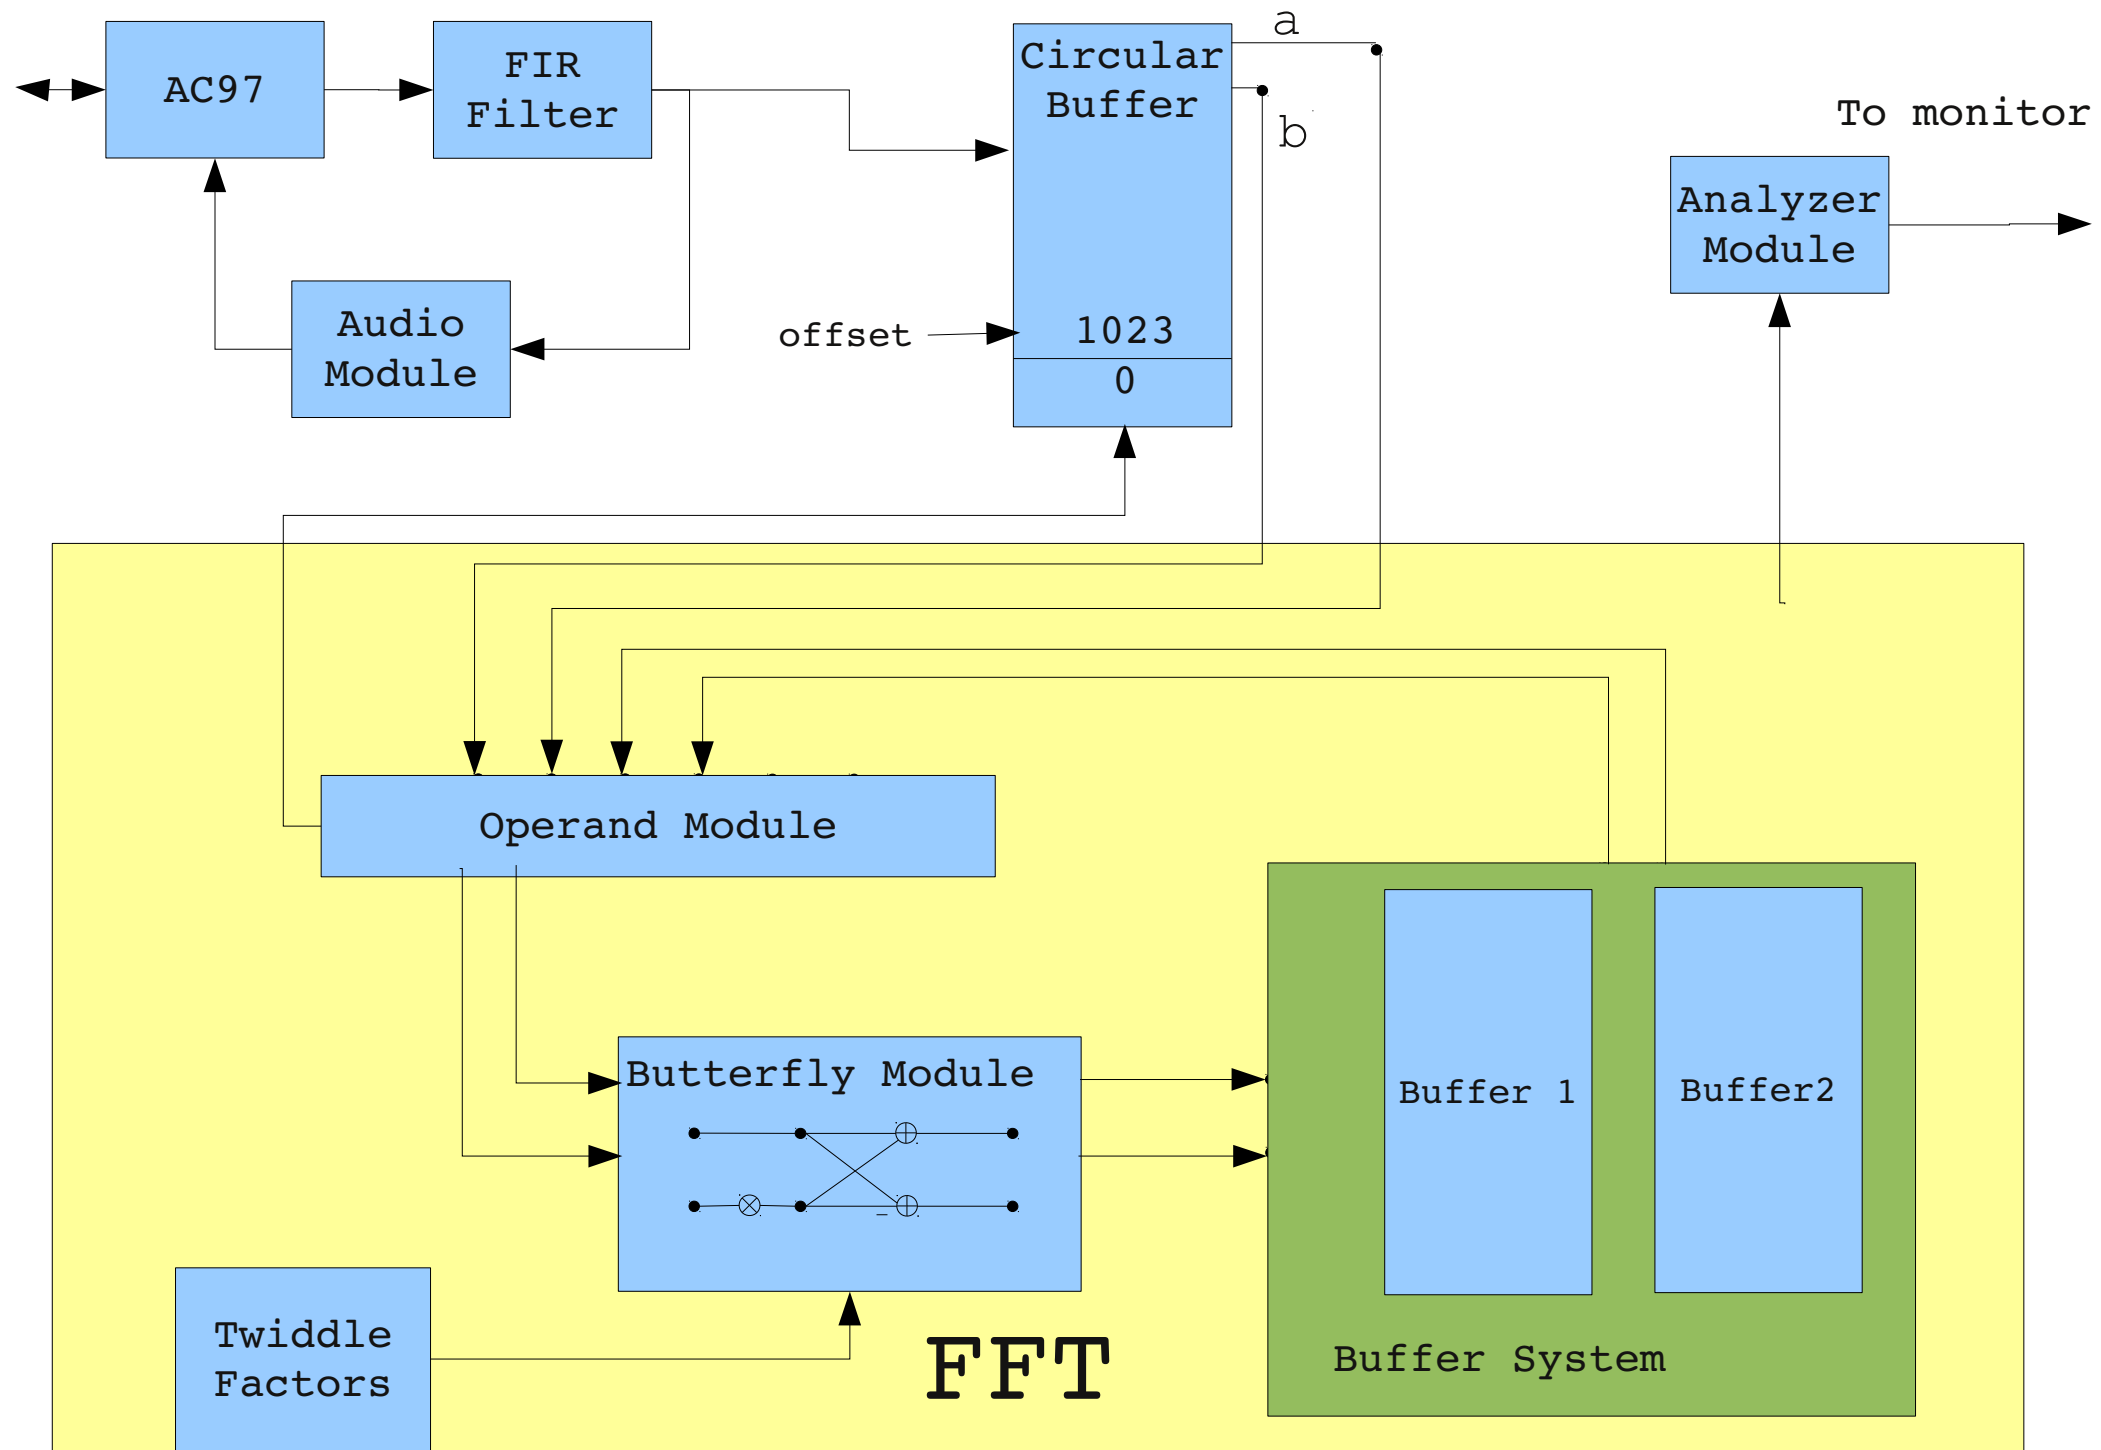 a
Circular
Buffer
b
AC97
FIR
Filter
To monitor
Analyzer
Module
Audio
Module
offset
1023
0
Operand Module
Butterfly Module
-
Buffer 1
Buffer2
Twiddle
Factors
FFT
Buffer System